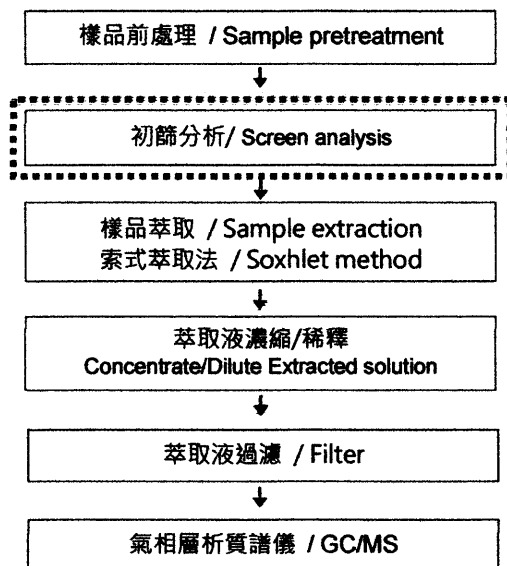 樣品前處理 / Sample pretreatment
初篩分析/ Screen analysis
樣品萃取 / Sample extraction
索式萃取法 / Soxhlet method
萃取液濃縮/稀釋
Concentrate/Dilute Extracted solution
萃取液過濾 / Filter
氣相層析質譜儀 / GC/MS